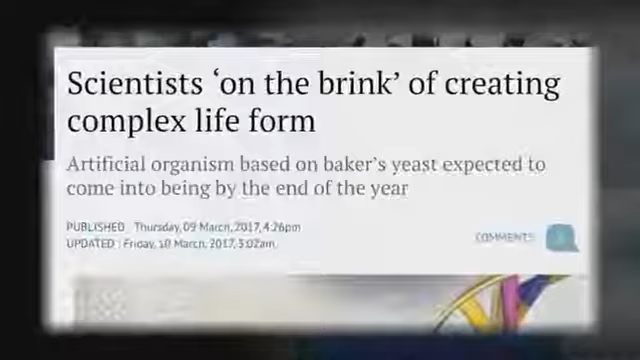 Scientists ‘on the brink’ of creating
complex life form
Artificial organism based on baker's yeast expected to
come into being by the end of the year
PUBLISHED : Thursday, 09 March, 2017, 4:26pm
UPDATED : Friday, 10 March, 2017, 3:02am
COMMENTS: